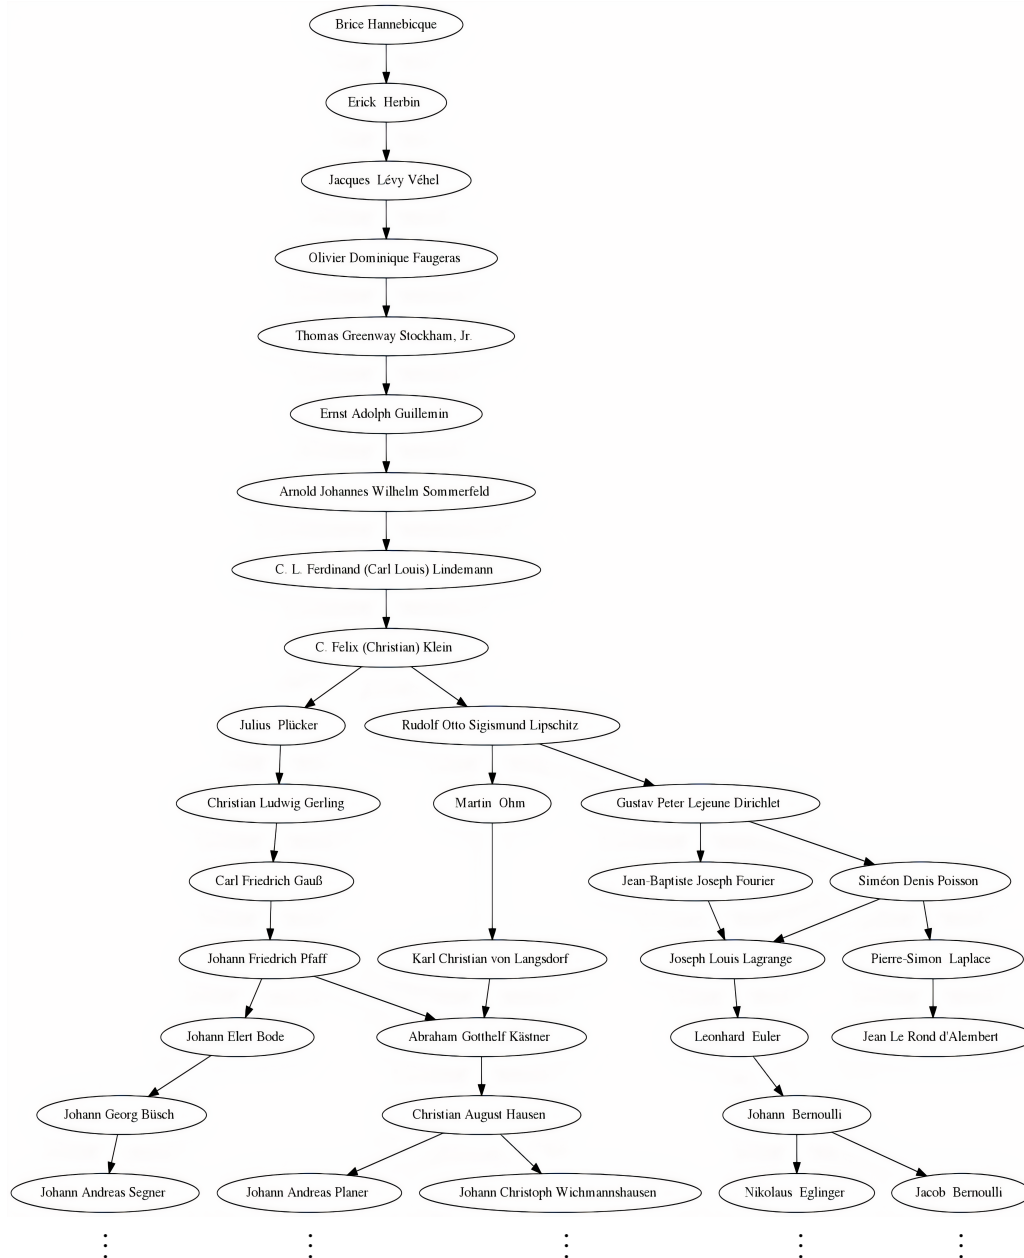 Brice Hannebicque
Erick Herbin
Jacques Lévy Véhel
Olivier Dominique Faugeras
Thomas Greenway Stockham, Jr.
Ernst Adolph Guillemin
Arnold Johannes Wilhelm Sommerfeld
C. L. Ferdinand (Carl Louis) Lindemann
C. Felix (Christian) Klein
Julius Plücker
Rudolf Otto Sigismund Lipschitz
Christian Ludwig Gerling
Martin Ohm
Gustav Peter Lejeune Dirichlet
Carl Friedrich Gauß
Jean-Baptiste Joseph Fourier
Siméon Denis Poisson
Johann Friedrich Pfaff
Karl Christian von Langsdorf
Joseph Louis Lagrange
Pierre-Simon Laplace
Johann Elert Bode
Abraham Gotthelf Kästner
Leonhard Euler
Jean Le Rond d'Alembert
Johann Georg Büsch
Christian August Hausen
Johann Bernoulli
Johann Andreas Segner
Johann Andreas Planer
Johann Christoph Wichmannshausen
Nikolaus Eglinger
Jacob Bernoulli